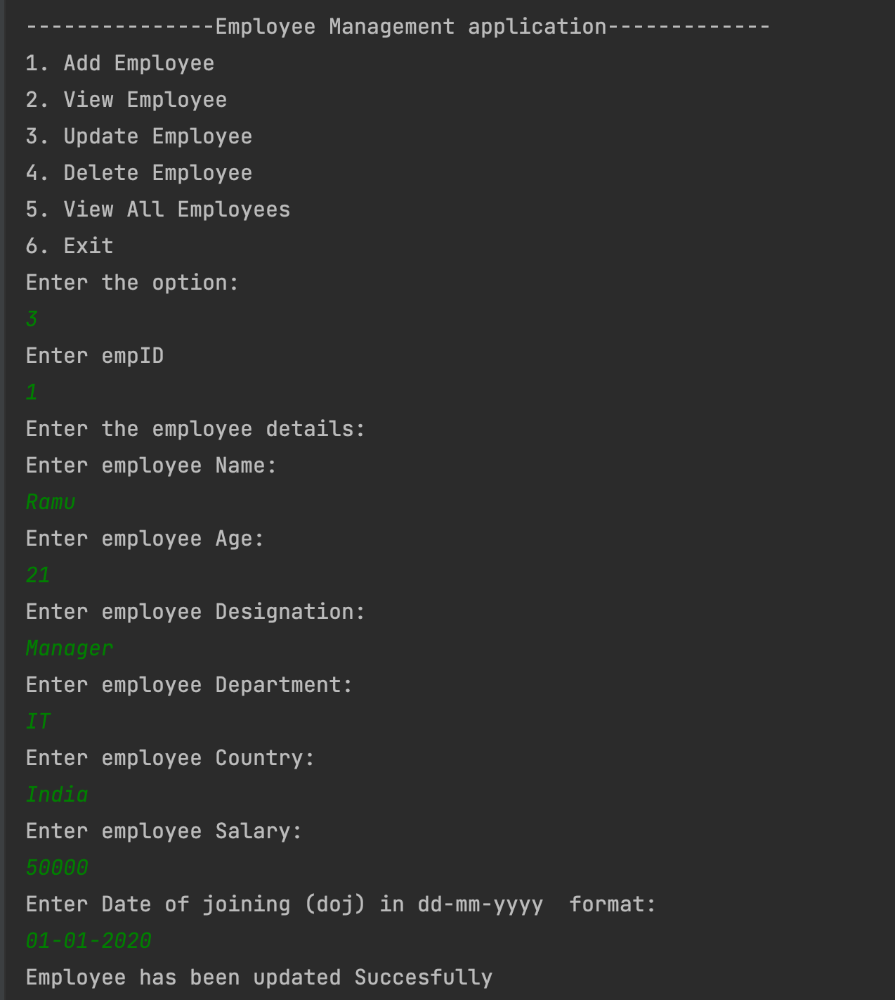 ---------------Employee Management application-------------
1. Add Employee
2. View Employee
3. Update Employee
4. Delete Employee
5. View All Employees
6. Exit
Enter the option:
3
Enter empID
1
Enter the employee details:
Enter employee Name:
Ramu
Enter employee Age:
21
Enter employee Designation:
Manager
Enter employee Department:
IT
Enter employee Country:
India
Enter employee Salary:
50000
Enter Date of joining (doj) in dd-mm-yyyy  format:
01-01-2020
Employee has been updated Succesfully